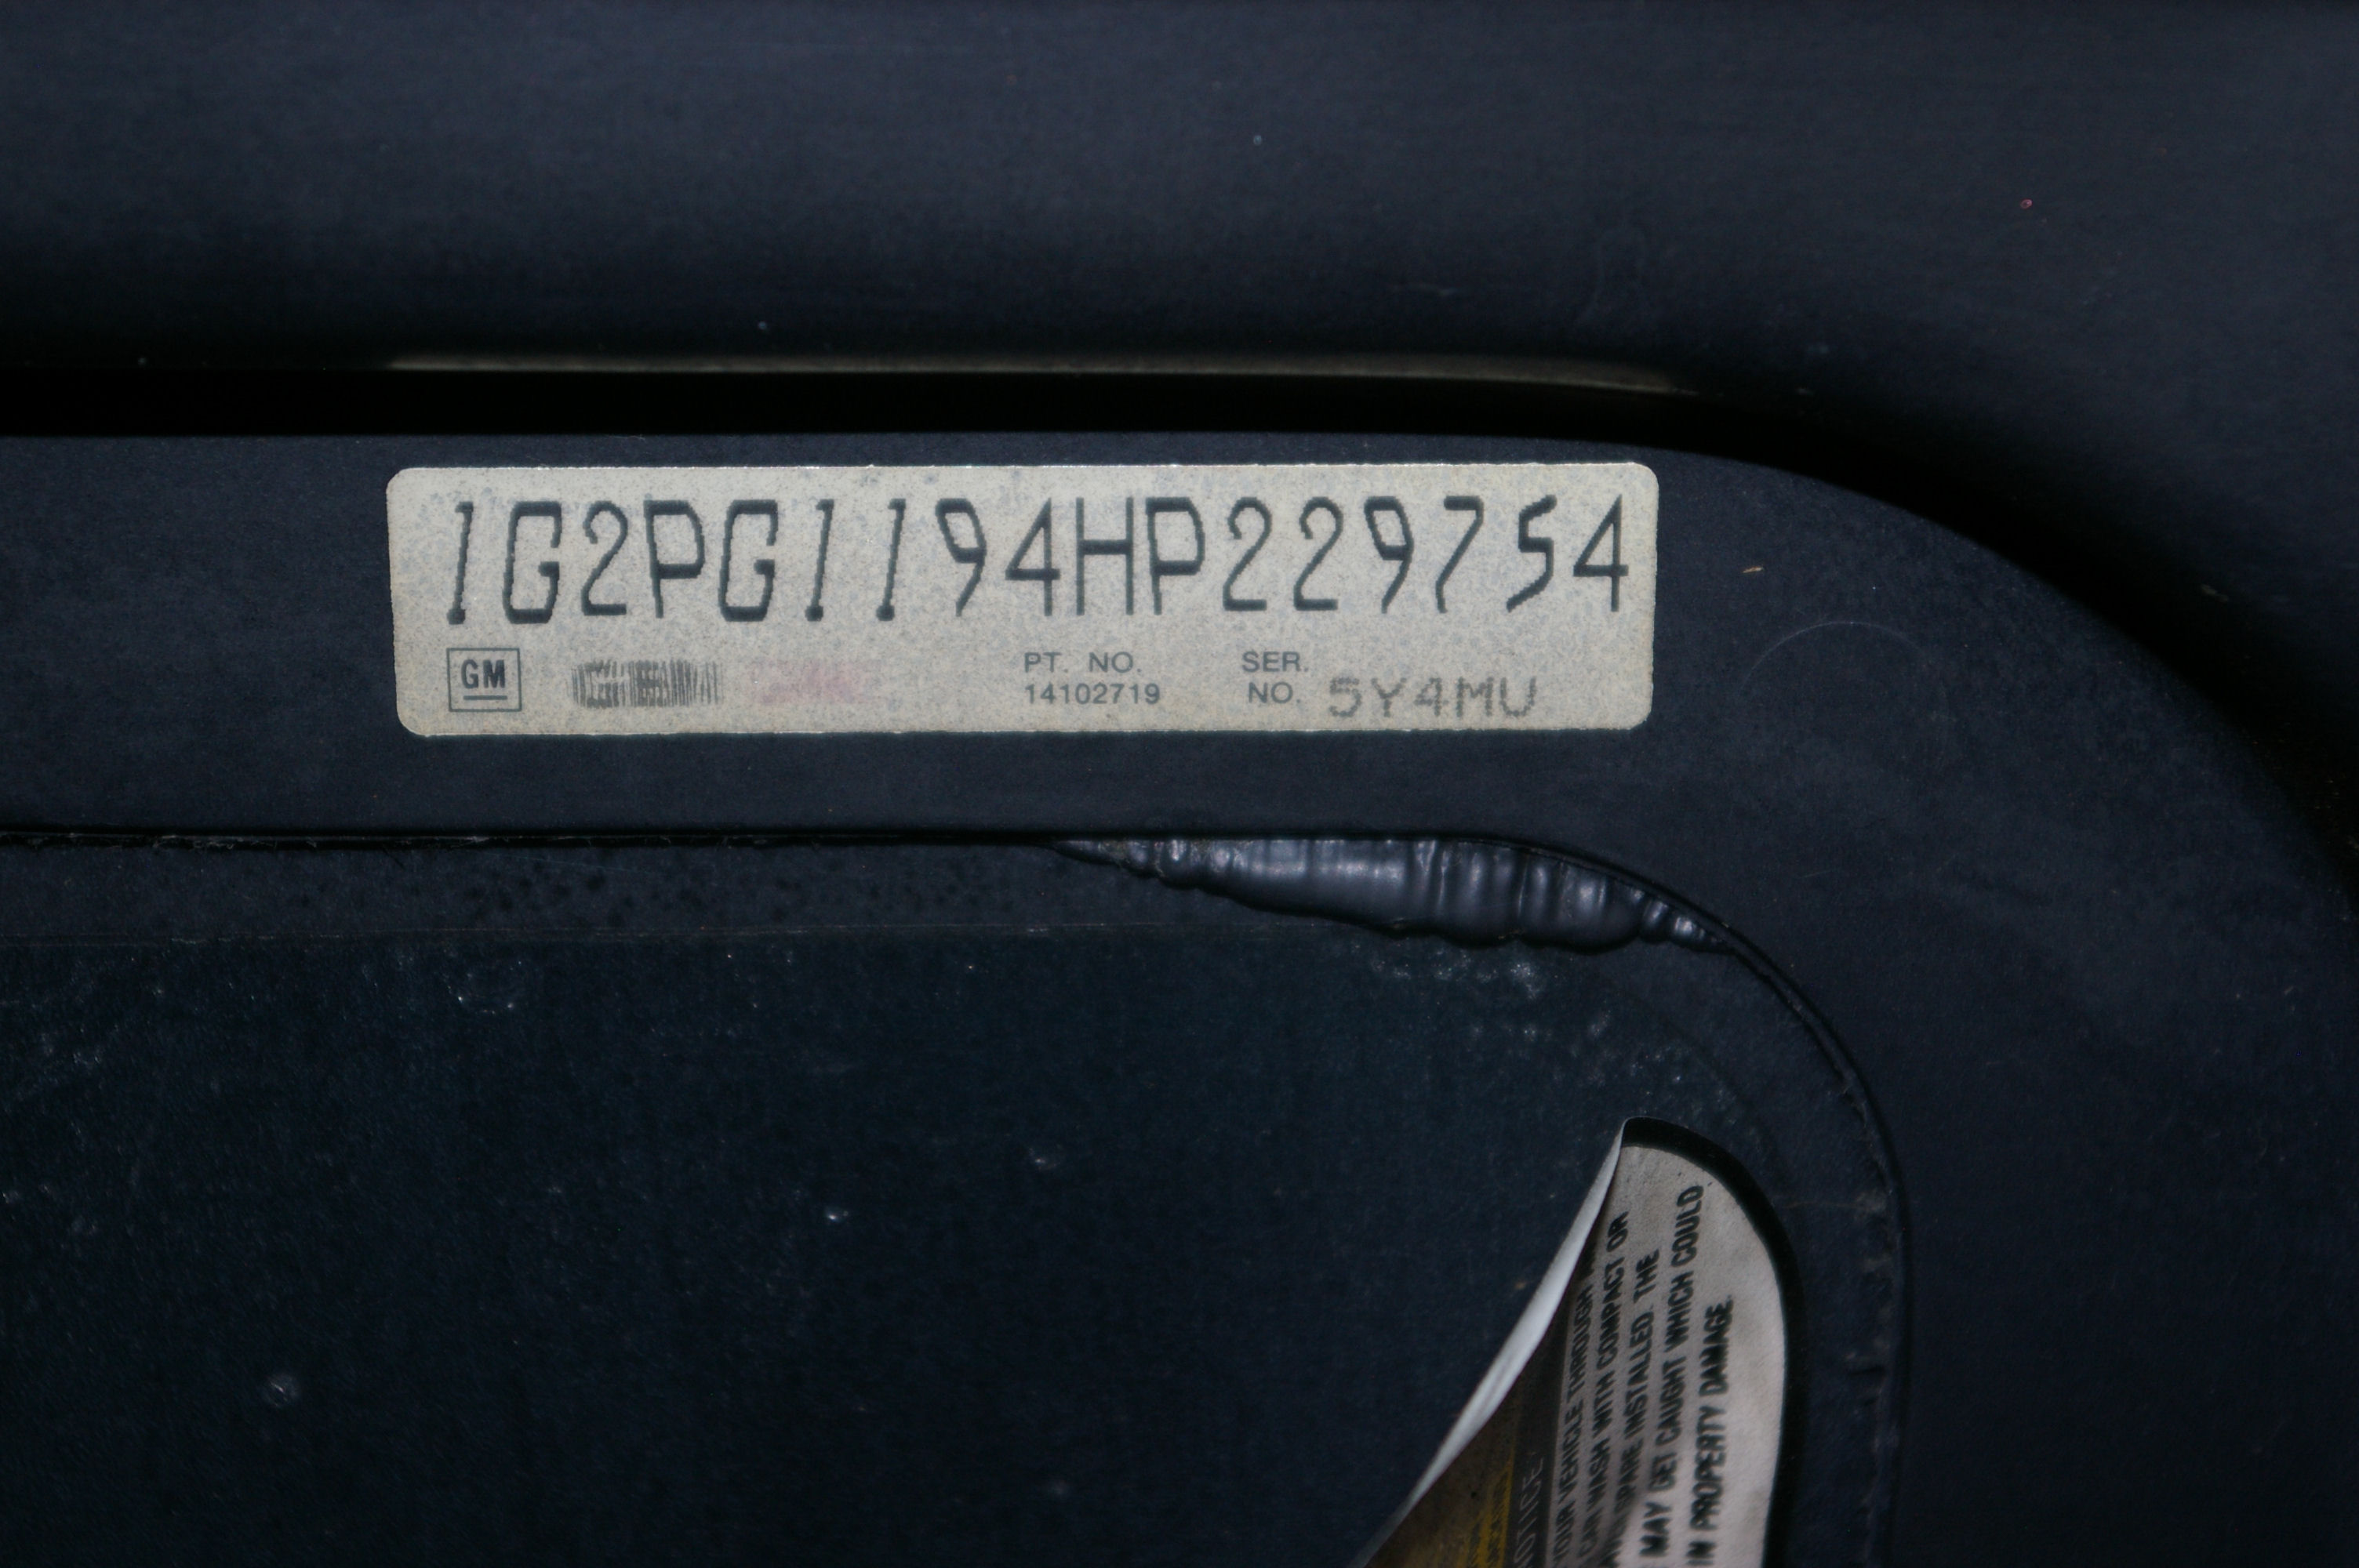 1G2PG1194HP229754
GM
PT. NO.
14102719
SER.
NO. 5Y4MU
YOUR VEHICLE THROUGH
CAR WASH WITH COMPACT OR
SPARE INSTALLED. THE
MAY GET CAUGHT WHICH COULD
IN PROPERTY DAMAGE.